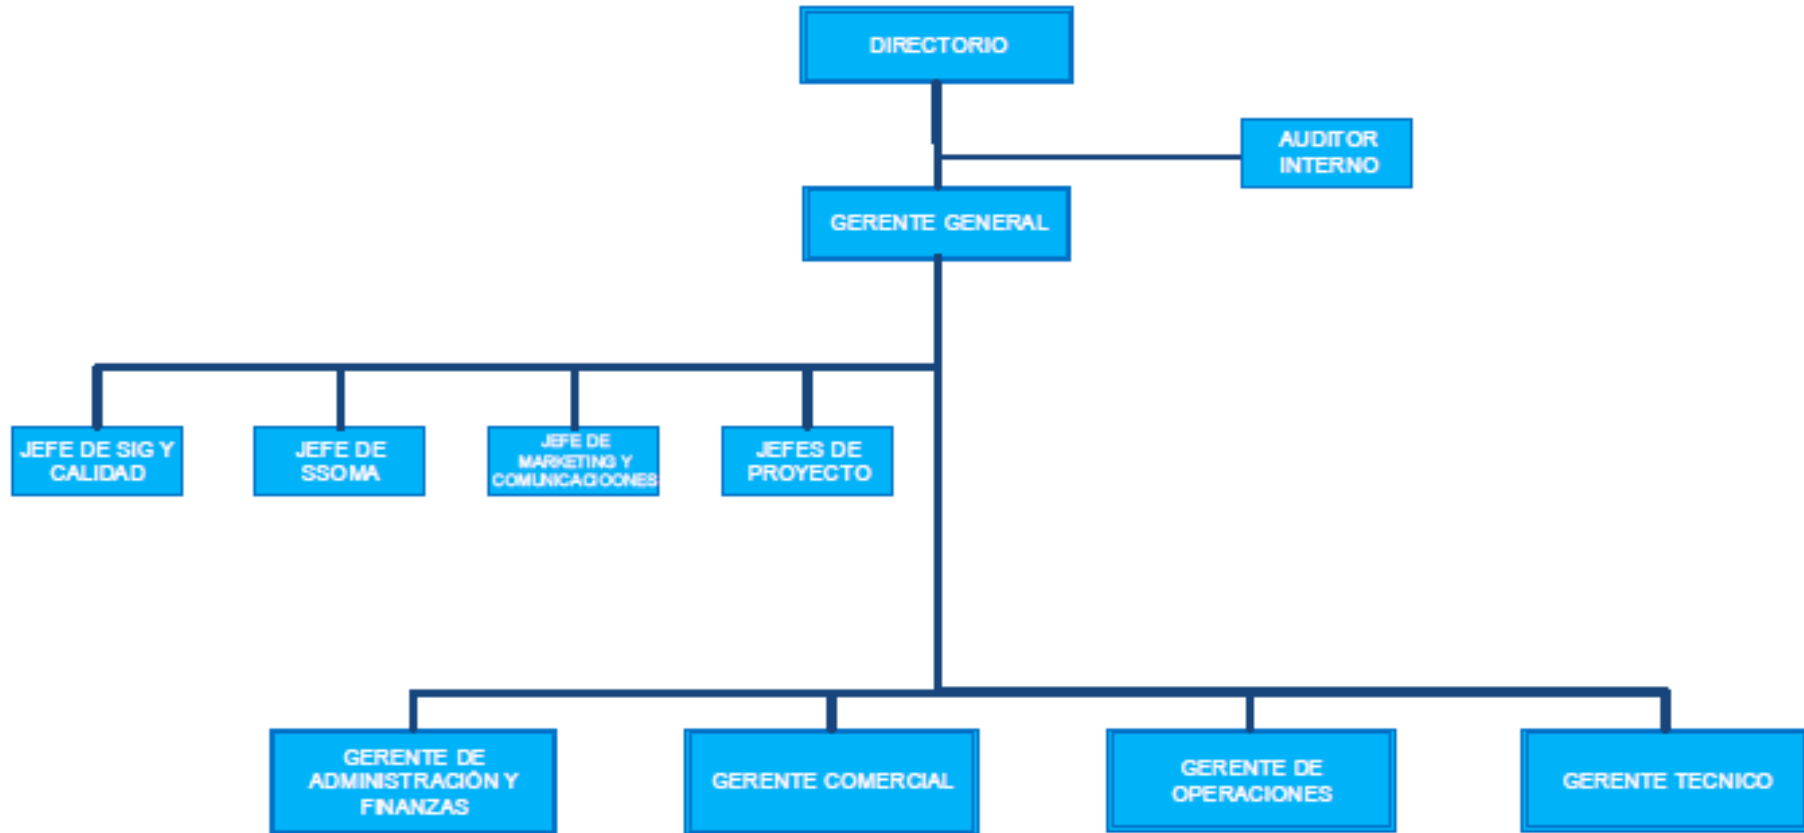 DIRECTORIO
AUDITOR
INTERNO
GERENTE GENERAL
JEFE DE SIG Y
CALIDAD
JEFE DE
SSOMA
JEFE DE
MARKETING Y
COMUNICACIOONES
JEFES DE
PROYECTO
GERENTE DE
ADMINISTRACIÓN Y
FINANZAS
GERENTE COMERCIAL
GERENTE DE
OPERACIONES
GERENTE TECNICO